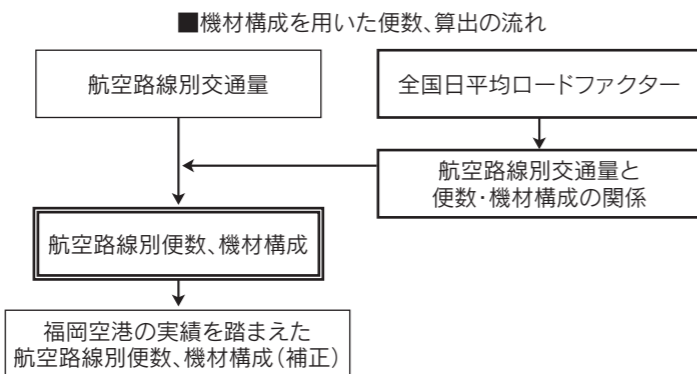 ■機材構成を用いた便数、算出の流れ
航空路線別交通量
全国日平均ロードファクター
航空路線別交通量と
便数・機材構成の関係
航空路線別便数、機材構成
福岡空港の実績を踏まえた
航空路線別便数、機材構成(補正)